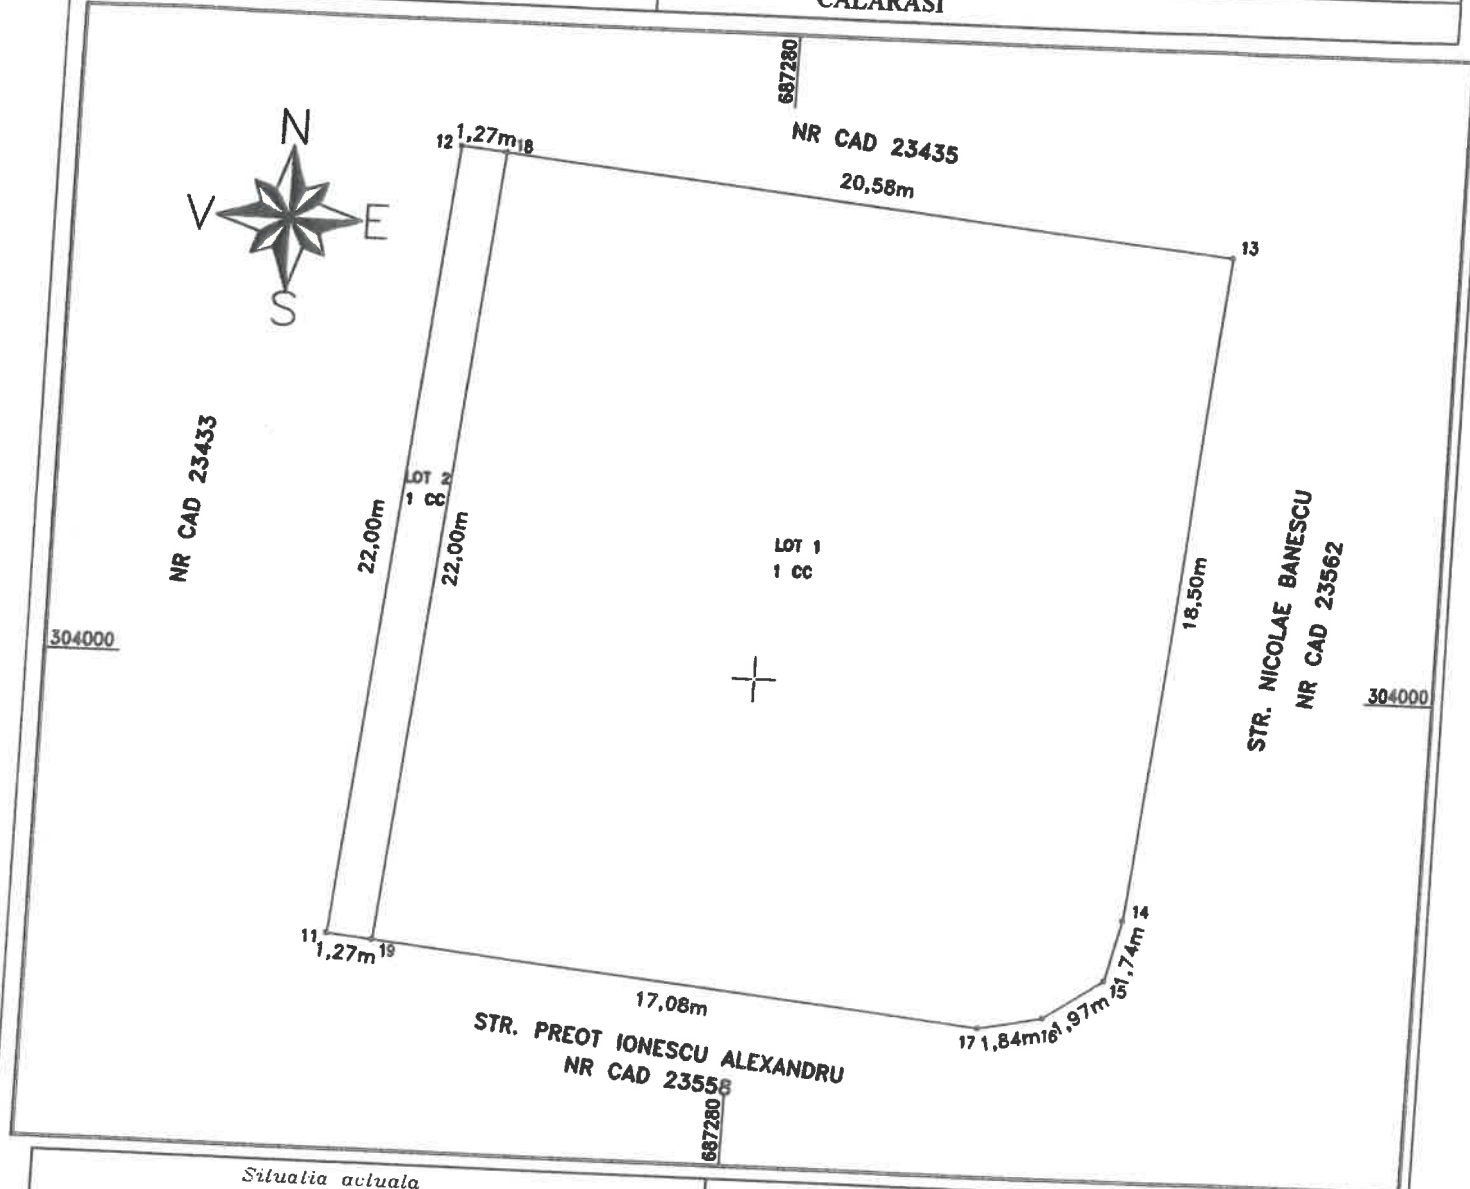 CALARASI
687280
N
V
E
S
NR CAD 23435
12
1,27m
18
20,58m
13
NR CAD 23433
LOT 2
1 CC
22,00m
22,00m
LOT 1
1 CC
18,50m
STR. NICOLAE BANESCU
NR CAD 23562
304000
304000
14
1,74m
15
1,97m
16
1,84m
17
11
1,27m
19
17,08m
STR. PREOT IONESCU ALEXANDRU
NR CAD 23558
687280
Situatia actuala